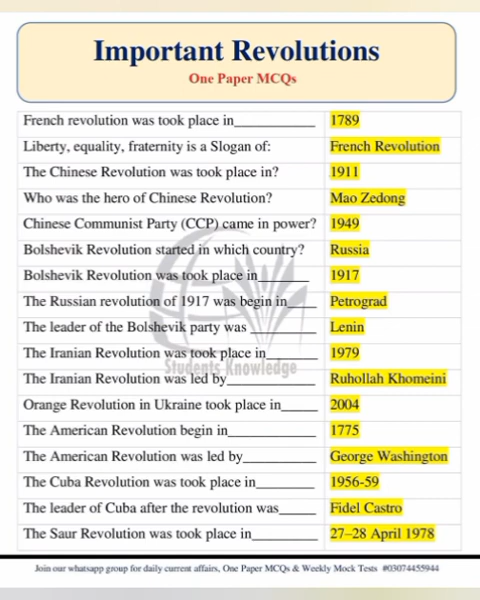 Important Revolutions
One Paper MCQs
French revolution was took place in____________ 1789
Liberty, equality, fraternity is a Slogan of: French Revolution
The Chinese Revolution was took place in? 1911
Who was the hero of Chinese Revolution? Mao Zedong
Chinese Communist Party (CCP) came in power? 1949
Bolshevik Revolution started in which country? Russia
Bolshevik Revolution was took place in_______ 1917
The Russian revolution of 1917 was begin in____ Petrograd
The leader of the Bolshevik party was ________ Lenin
The Iranian Revolution was took place in_______ 1979
Students Knowledge
The Iranian Revolution was led by____________ Ruhollah Khomeini
Orange Revolution in Ukraine took place in_____ 2004
The American Revolution begin in____________ 1775
The American Revolution was led by__________ George Washington
The Cuba Revolution was took place in________ 1956-59
The leader of Cuba after the revolution was_____ Fidel Castro
The Saur Revolution was took place in_________ 27–28 April 1978
Join our whatsapp group for daily current affairs, One Paper MCQs & Weekly Mock Tests #03074455944